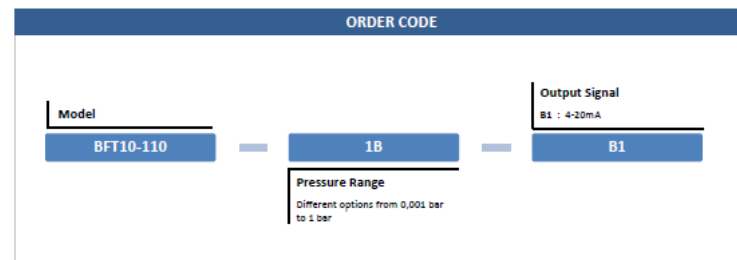 ORDER CODE
Output Signal
B1 : 4-20mA
Model
BFT10-110
1B
B1
Pressure Range
Different options from 0,001 bar
to 1 bar